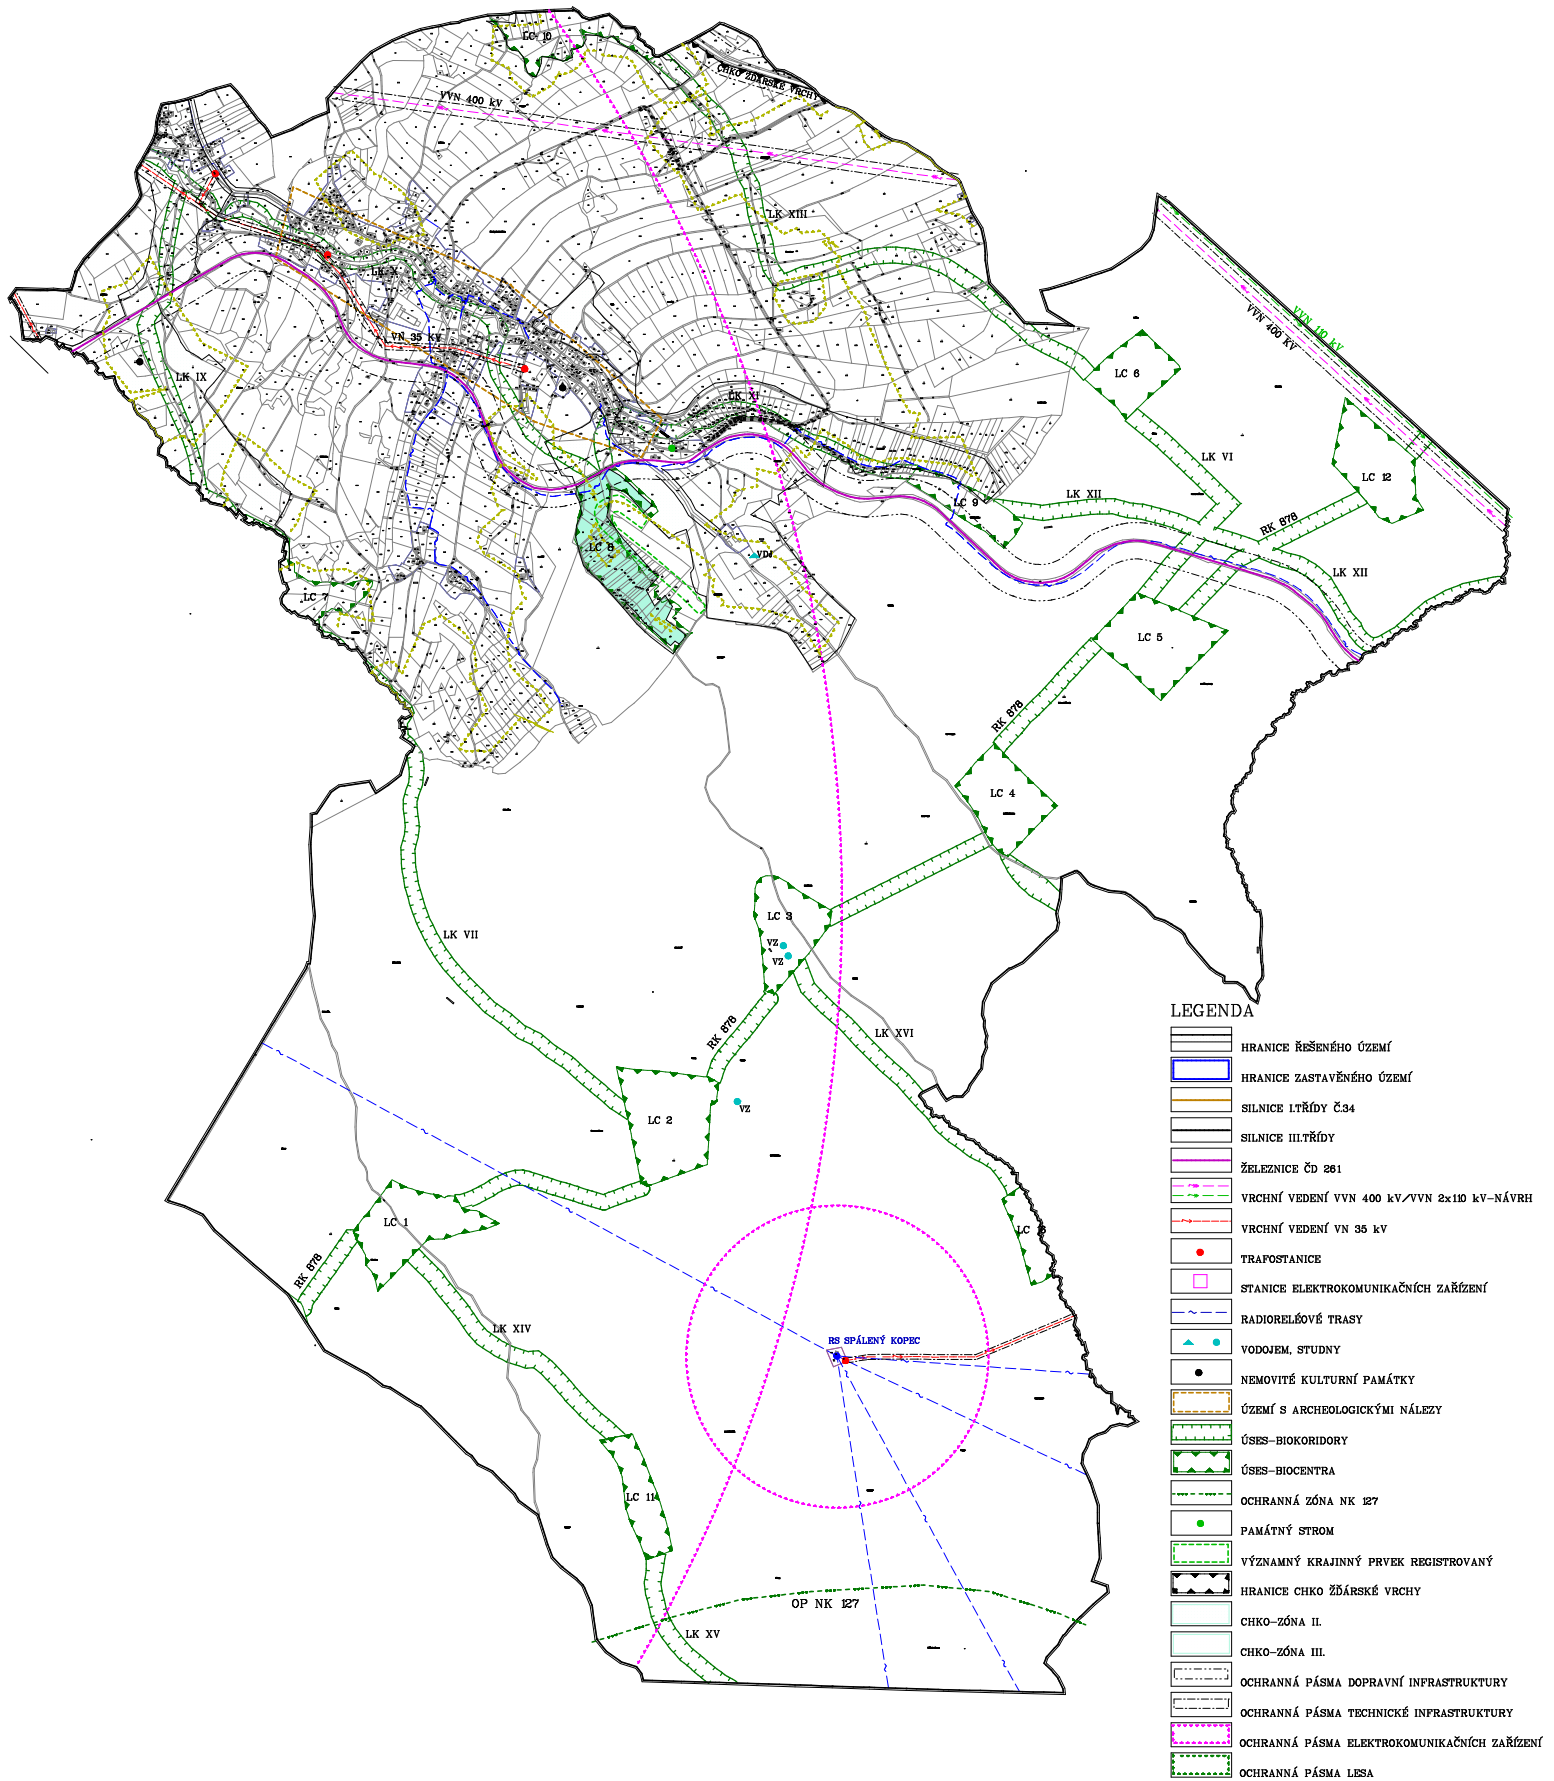 LC 10
CHKO ŽĎÁRSKÉ VRCHY
VVN 400 kV
LK XIII
LK X
VVN 110 kV
VVN 400 KV
VN 35 kV
LK IX
LC 6
LK XI
LK VI
LC 12
LK XII
LC 9
RK 878
LC 8
VDJ
LK XII
LC 7
LC 5
RK 878
LC 4
LC 3
LK VII
VZ
VZ
RK 878
LK XVI
VZ
LC 2
LC 1
RK 878
LK XIV
RS SPÁLENÝ KOPEC
LC 11
OP NK 127
LK XV
LEGENDA
HRANICE ŘEŠENÉHO ÚZEMÍ
HRANICE ZASTAVĚNÉHO ÚZEMÍ
SILNICE I.TŘÍDY Č.34
SILNICE III.TŘÍDY
ŽELEZNICE ČD 261
VRCHNÍ VEDENÍ VVN 400 kV/VVN 2x110 kV-NÁVRH
VRCHNÍ VEDENÍ VN 35 kV
TRAFOSTANICE
STANICE ELEKTROKOMUNIKAČNÍCH ZAŘÍZENÍ
RADIORELÉOVÉ TRASY
VODOJEM, STUDNY
NEMOVITÉ KULTURNÍ PAMÁTKY
ÚZEMÍ S ARCHEOLOGICKÝMI NÁLEZY
ÚSES-BIOKORIDORY
ÚSES-BIOCENTRA
OCHRANNÁ ZÓNA NK 127
PAMÁTNÝ STROM
VÝZNAMNÝ KRAJINNÝ PRVEK REGISTROVANÝ
HRANICE CHKO ŽĎÁRSKÉ VRCHY
CHKO-ZÓNA II.
CHKO-ZÓNA III.
OCHRANNÁ PÁSMA DOPRAVNÍ INFRASTRUKTURY
OCHRANNÁ PÁSMA TECHNICKÉ INFRASTRUKTURY
OCHRANNÁ PÁSMA ELEKTROKOMUNIKAČNÍCH ZAŘÍZENÍ
OCHRANNÁ PÁSMA LESA